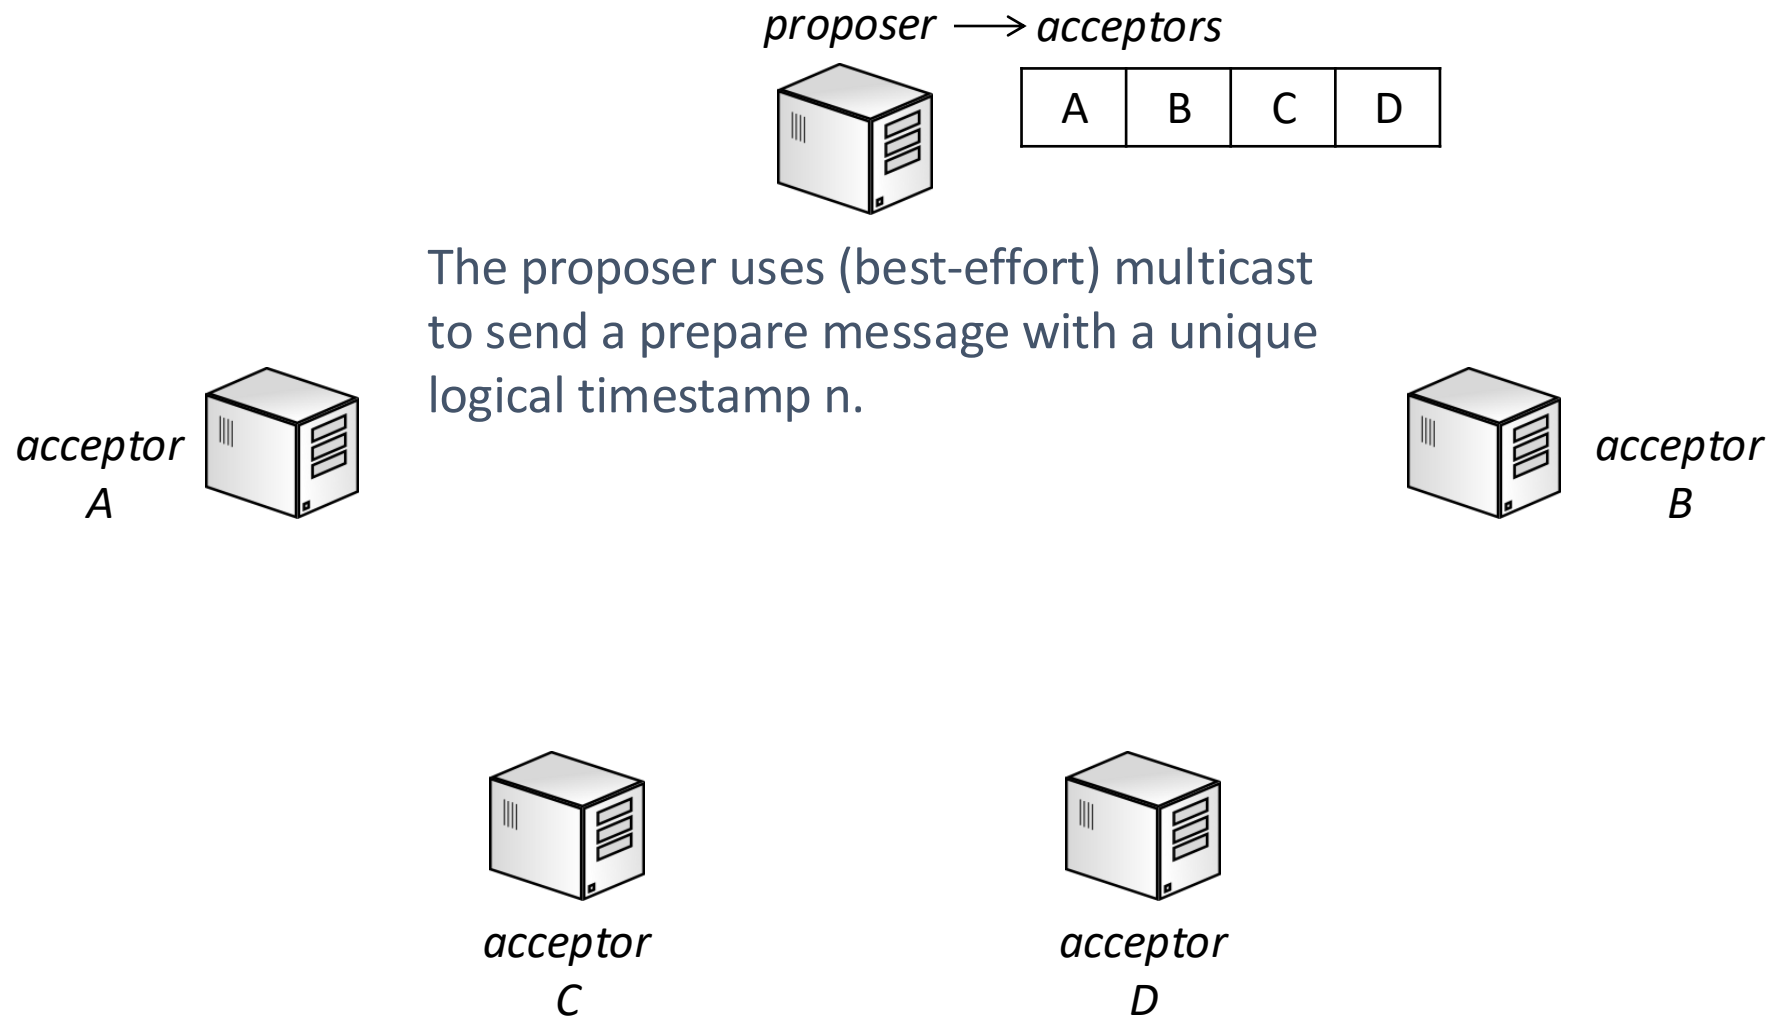 proposer → acceptors
A B C D
The proposer uses (best-effort) multicast
to send a prepare message with a unique
logical timestamp n.
acceptor
A
acceptor
B
acceptor
C
acceptor
D